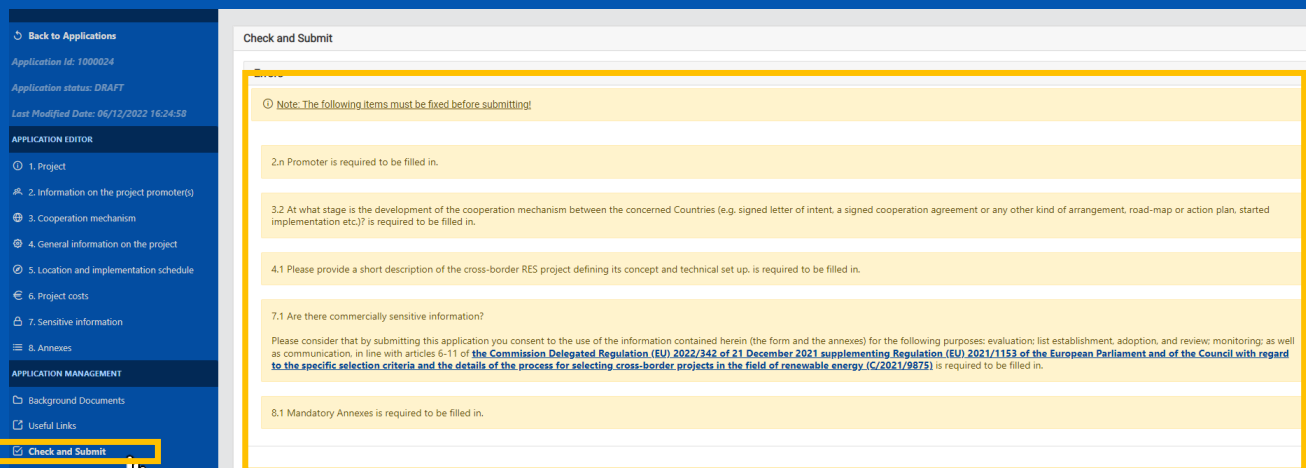 Back to Applications
Application Id: 1000024
Application status: DRAFT
Last Modified Date: 06/12/2022 16:24:58
APPLICATION EDITOR
1. Project
2. Information on the project promoter(s)
3. Cooperation mechanism
4. General information on the project
5. Location and implementation schedule
6. Project costs
7. Sensitive information
8. Annexes
APPLICATION MANAGEMENT
Background Documents
Useful Links
Check and Submit
Check and Submit
Errors
Note: The following items must be fixed before submitting!
2.n Promoter is required to be filled in.
3.2 At what stage is the development of the cooperation mechanism between the concerned Countries (e.g. signed letter of intent, a signed cooperation agreement or any other kind of arrangement, road-map or action plan, started
implementation etc.)? is required to be filled in.
4.1 Please provide a short description of the cross-border RES project defining its concept and technical set up. is required to be filled in.
7.1 Are there commercially sensitive information?
Please consider that by submitting this application you consent to the use of the information contained herein (the form and the annexes) for the following purposes: evaluation; list establishment, adoption, and review; monitoring; as well
as communication, in line with articles 6-11 of the Commission Delegated Regulation (EU) 2022/342 of 21 December 2021 supplementing Regulation (EU) 2021/1153 of the European Parliament and of the Council with regard
to the specific selection criteria and the details of the process for selecting cross-border projects in the field of renewable energy (C/2021/9875) is required to be filled in.
8.1 Mandatory Annexes is required to be filled in.